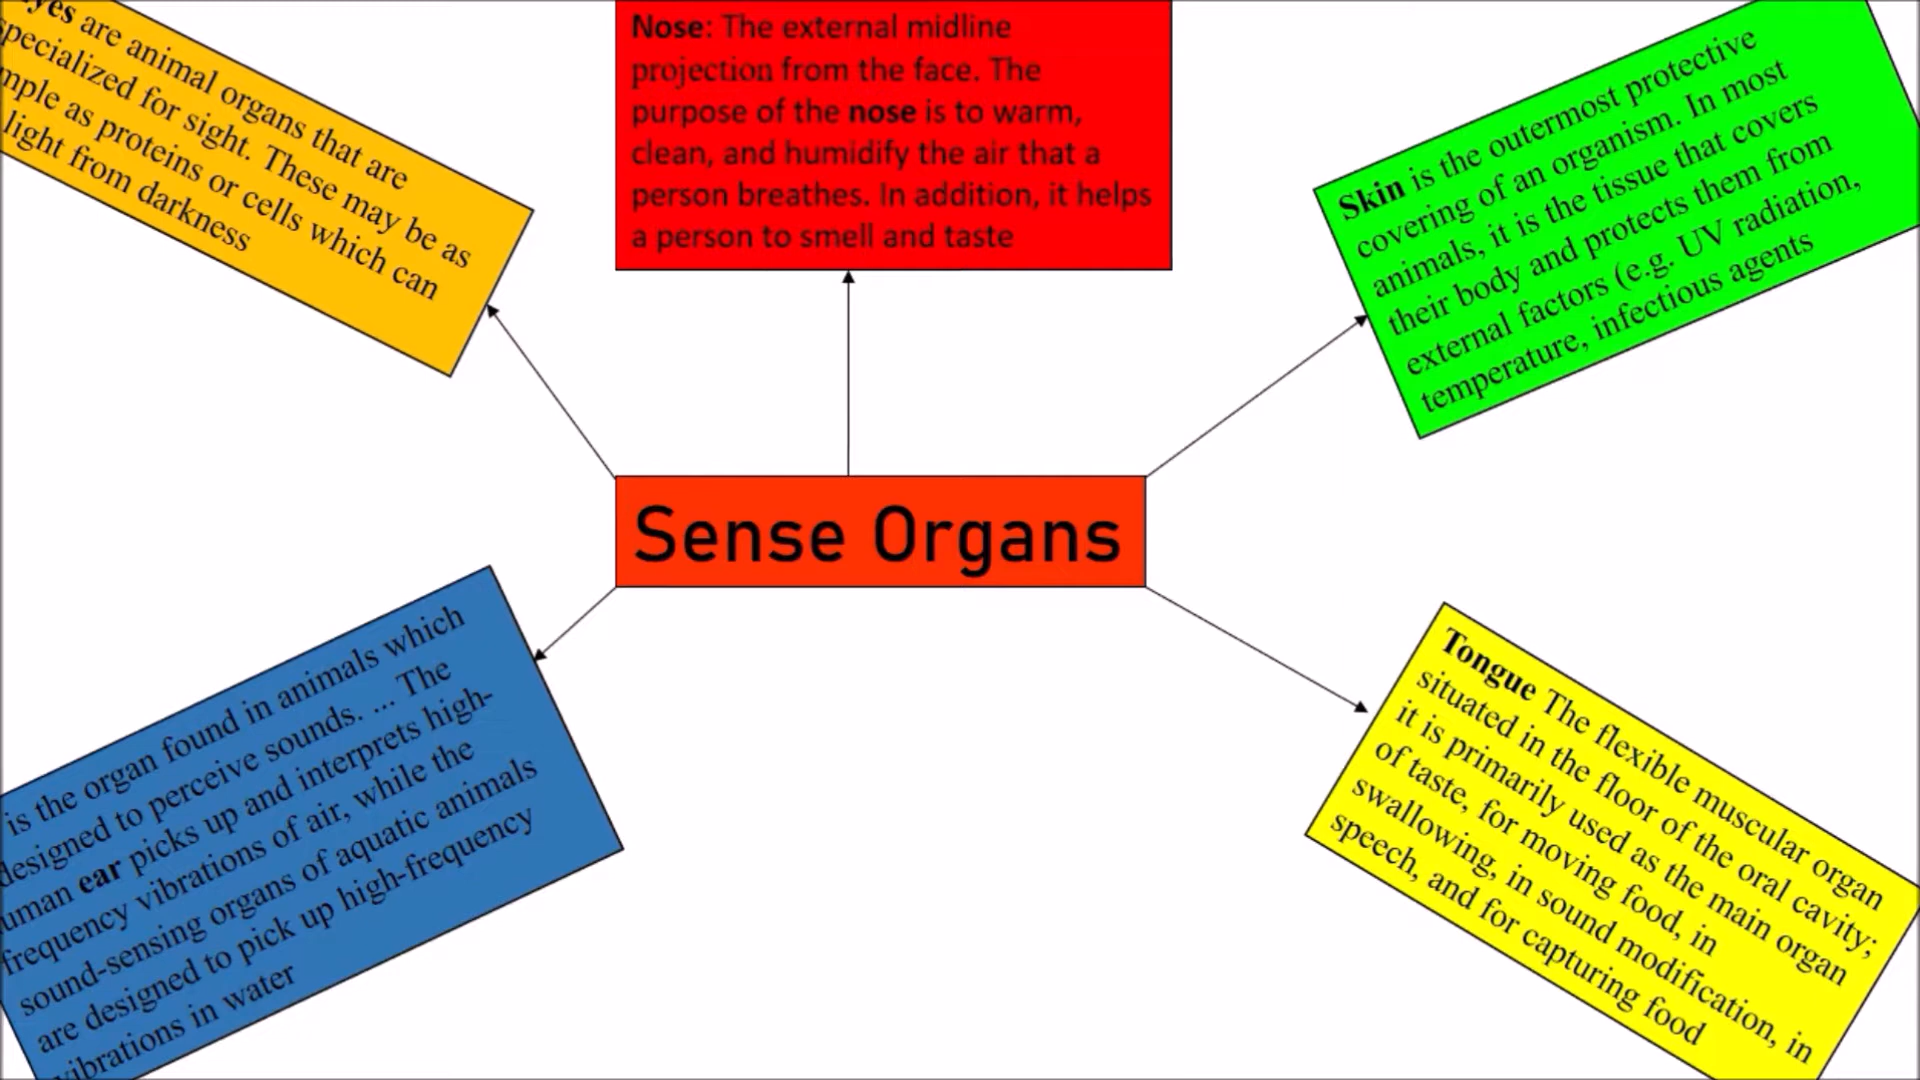 yes are animal organs that are
specialized for sight. These may be as
mple as proteins or cells which can
light from darkness
Nose: The external midline
projection from the face. The
purpose of the nose is to warm,
clean, and humidify the air that a
person breathes. In addition, it helps
a person to smell and taste
Skin is the outermost protective
covering of an organism. In most
animals, it is the tissue that covers
their body and protects them from
external factors (e.g. UV radiation,
temperature, infectious agents
Sense Organs
is the organ found in animals which
designed to perceive sounds. ... The
uman ear picks up and interprets high-
frequency vibrations of air, while the
sound-sensing organs of aquatic animals
are designed to pick up high-frequency
vibrations in water
Tongue The flexible muscular organ
situated in the floor of the oral cavity;
it is primarily used as the main organ
of taste, for moving food, in
swallowing, in sound modification, in
speech, and for capturing food